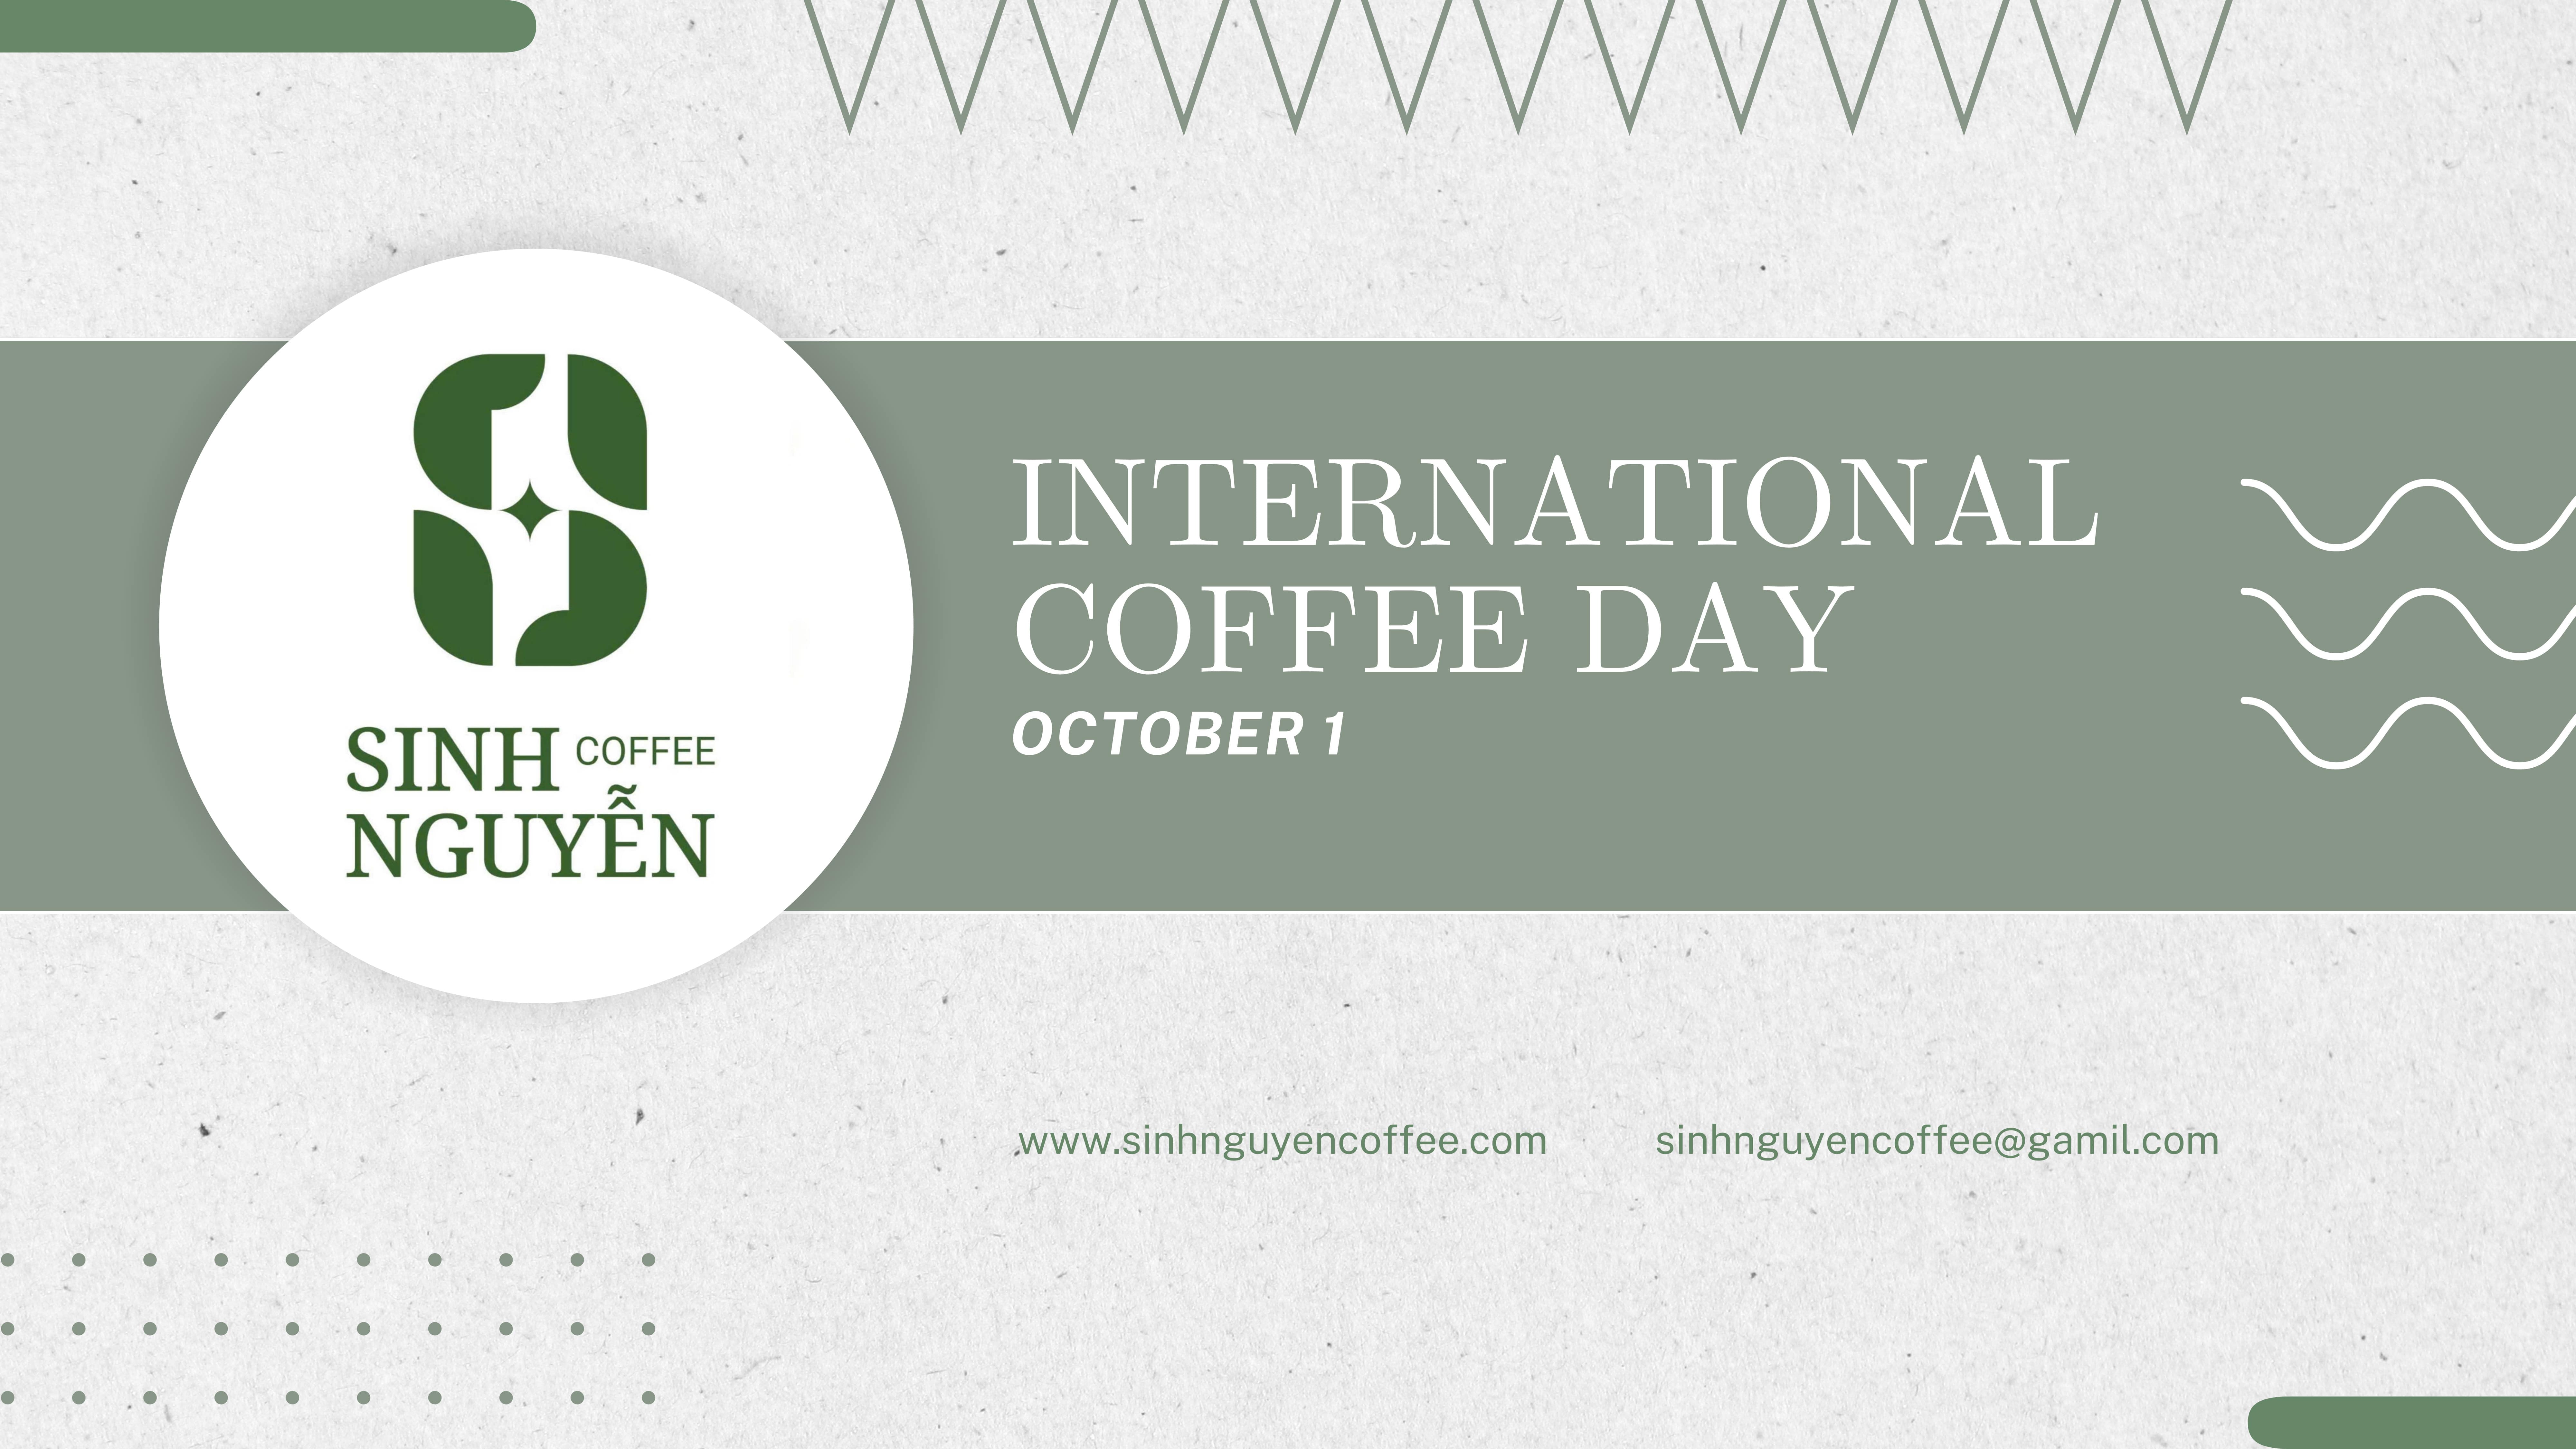 SINH COFFEE
NGUYỄN
INTERNATIONAL
COFFEE DAY
OCTOBER 1
www.sinhnguyencoffee.com
sinhnguyencoffee@gamil.com